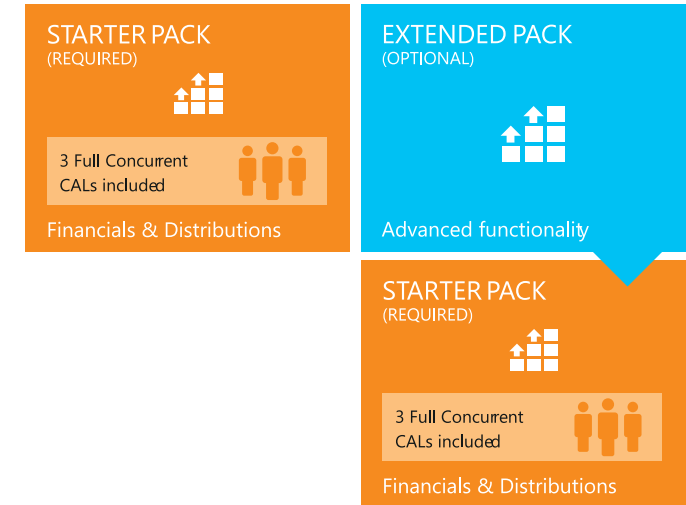 STARTER PACK
(REQUIRED)
3 Full Concurrent
CALs included
Financials & Distributions
EXTENDED PACK
(OPTIONAL)
Advanced functionality
STARTER PACK
(REQUIRED)
3 Full Concurrent
CALs included
Financials & Distributions